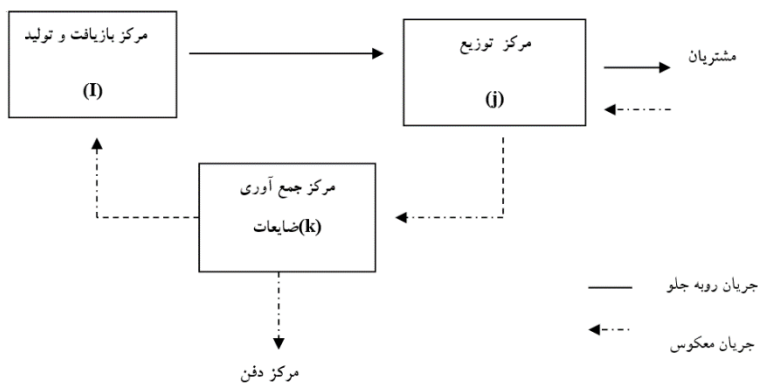 مرکز بازیافت و تولید
(I)
مرکز توزیع
(j)
مشتریان
مرکز جمع آوری
ضایعات(k)
مرکز دفن
جریان روبه جلو
جریان معکوس